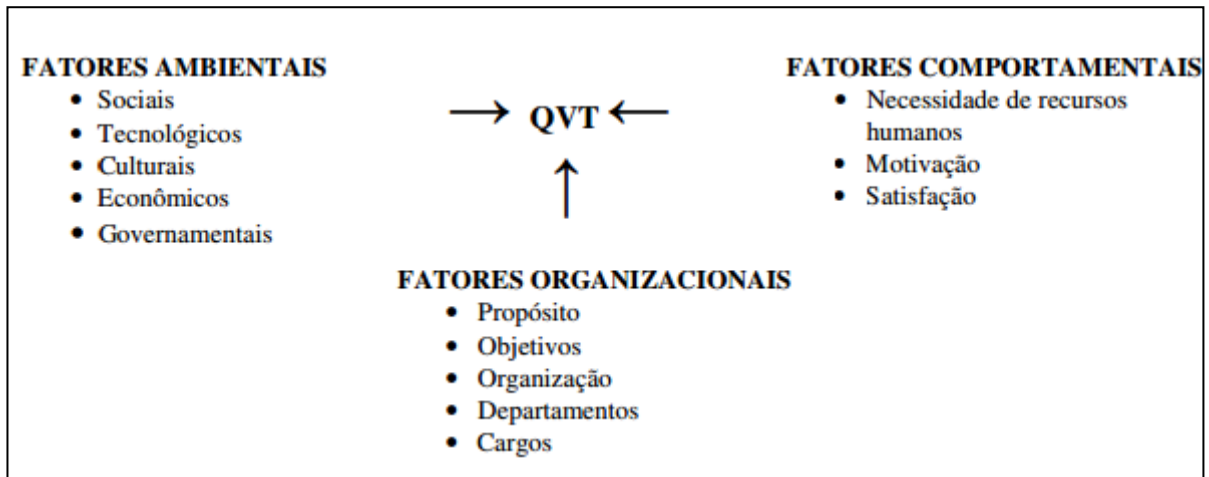 FATORES AMBIENTAIS
• Sociais
• Tecnológicos
• Culturais
• Econômicos
• Governamentais
→ QVT ←
↑
FATORES COMPORTAMENTAIS
• Necessidade de recursos
humanos
• Motivação
• Satisfação
FATORES ORGANIZACIONAIS
• Propósito
• Objetivos
• Organização
• Departamentos
• Cargos